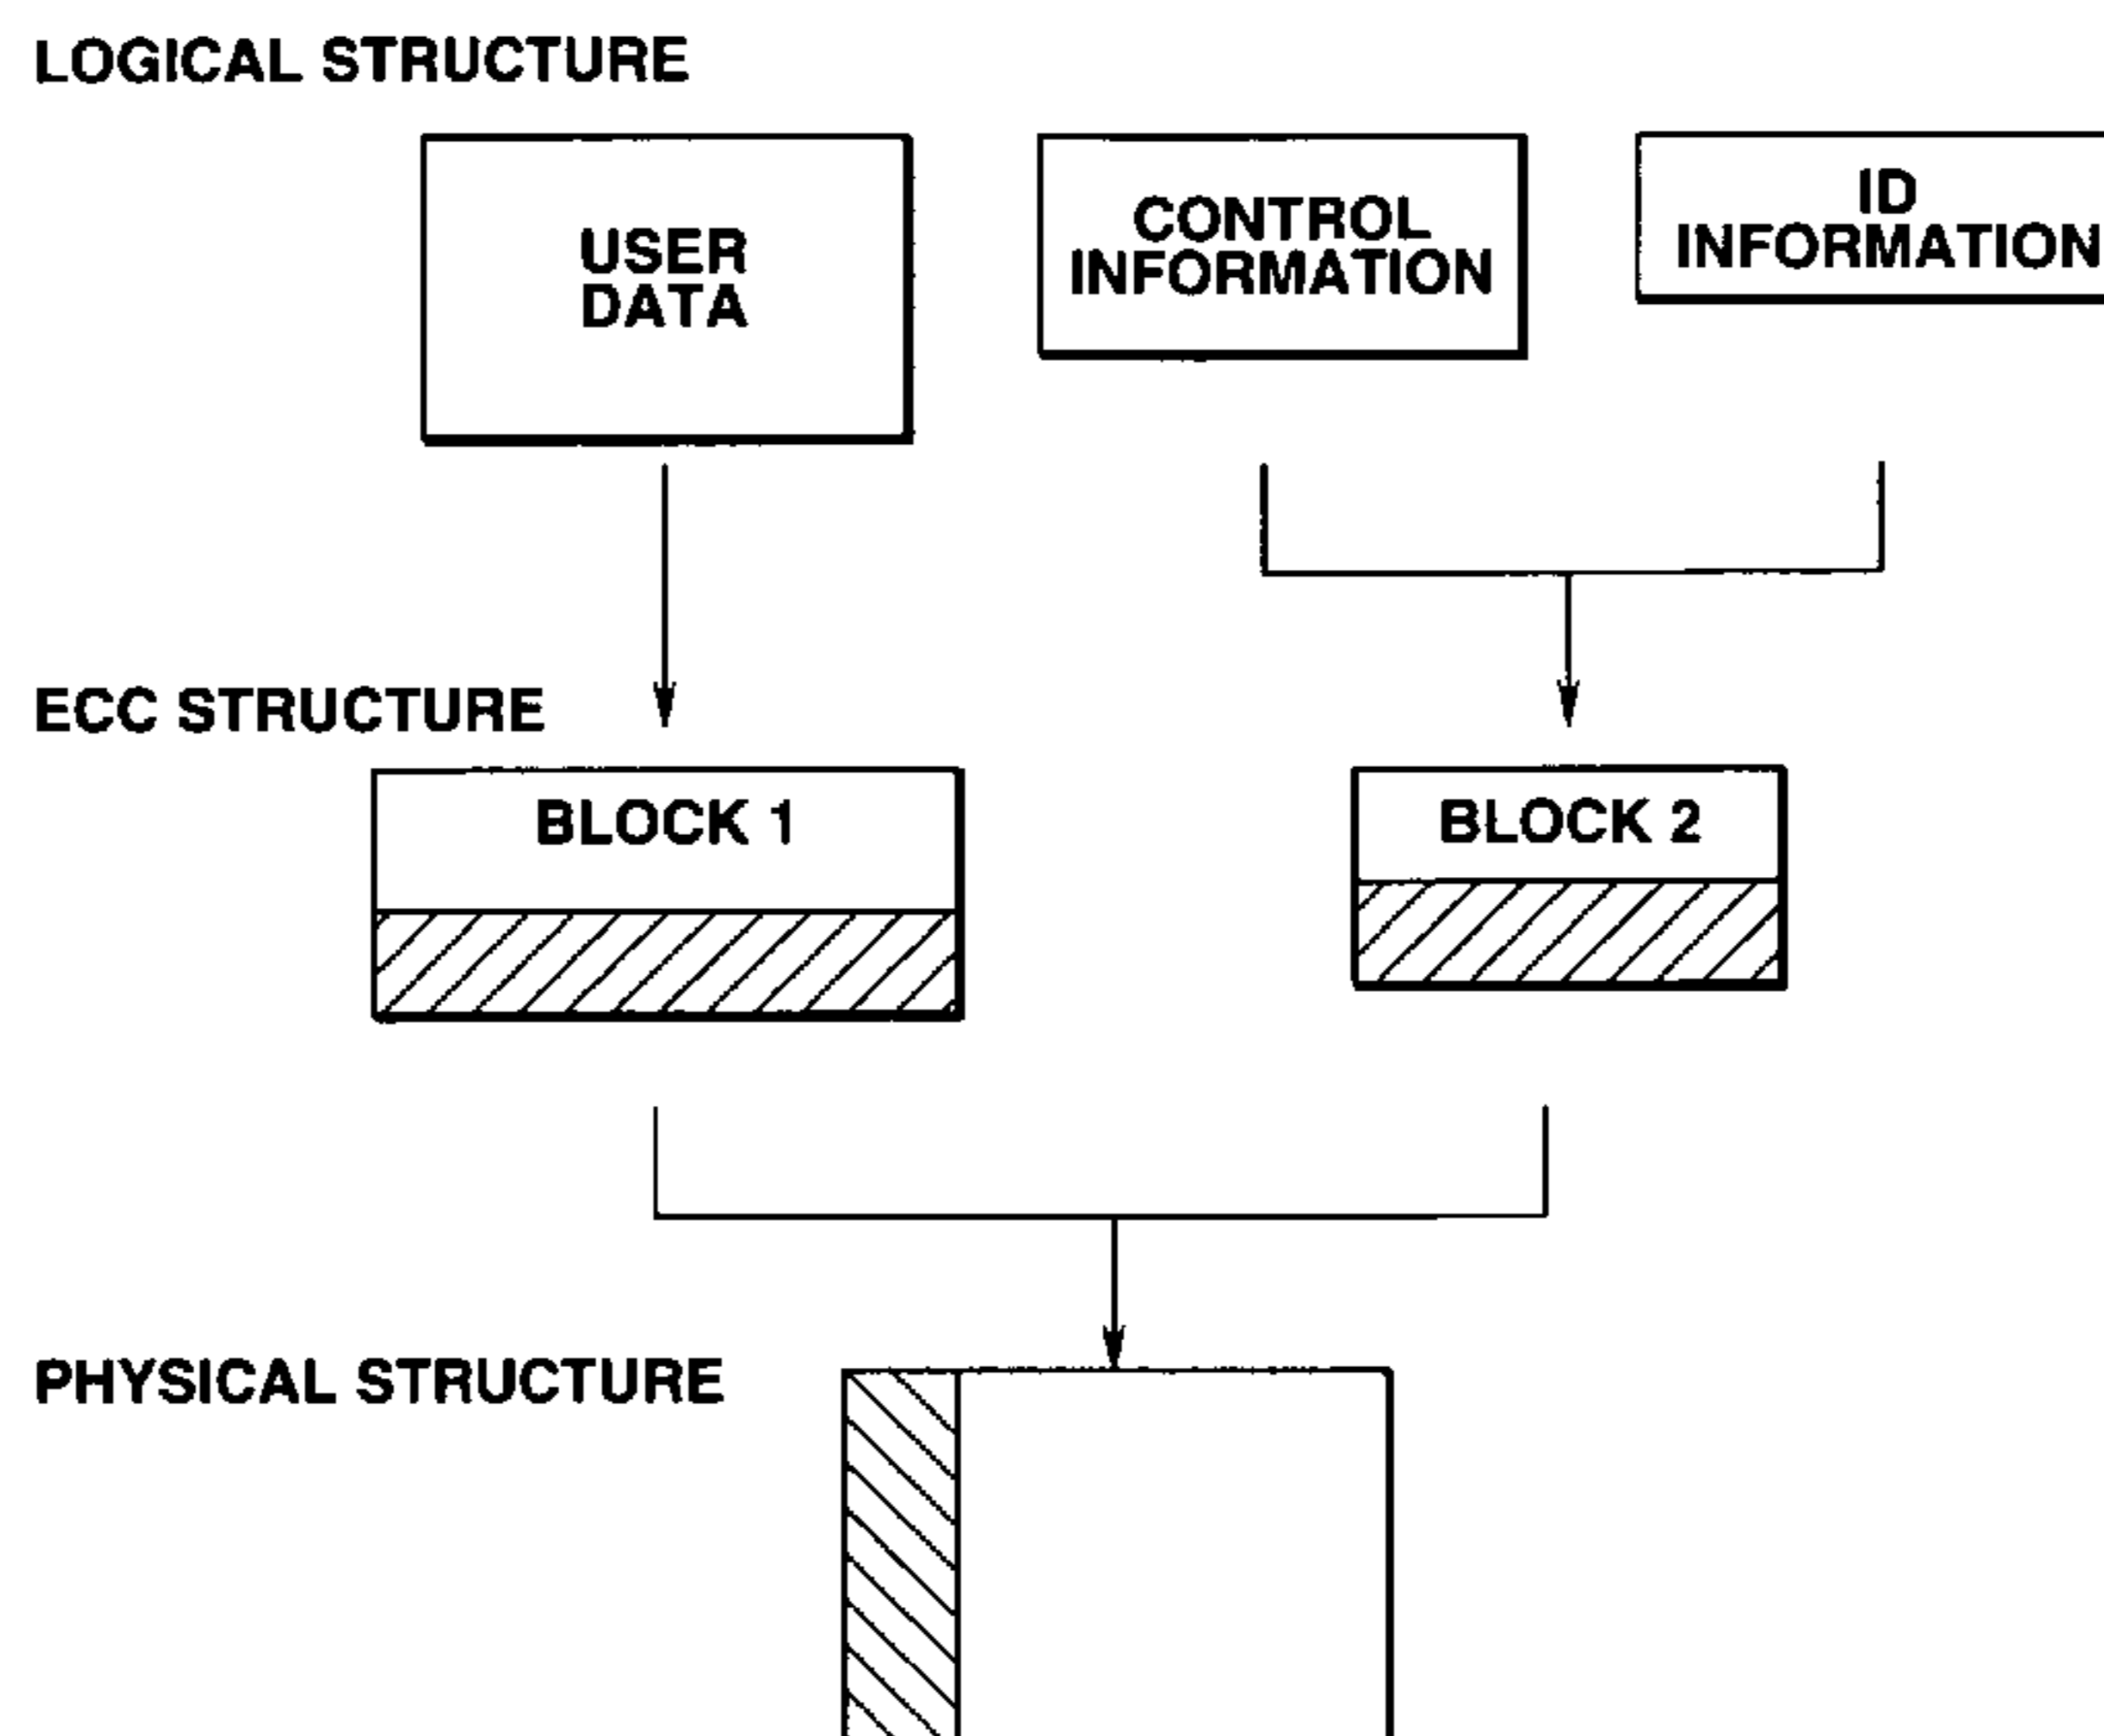 LOGICAL STRUCTURE
USER
DATA
CONTROL
INFORMATION
ID
INFORMATION
ECC STRUCTURE
BLOCK 1
BLOCK 2
PHYSICAL STRUCTURE